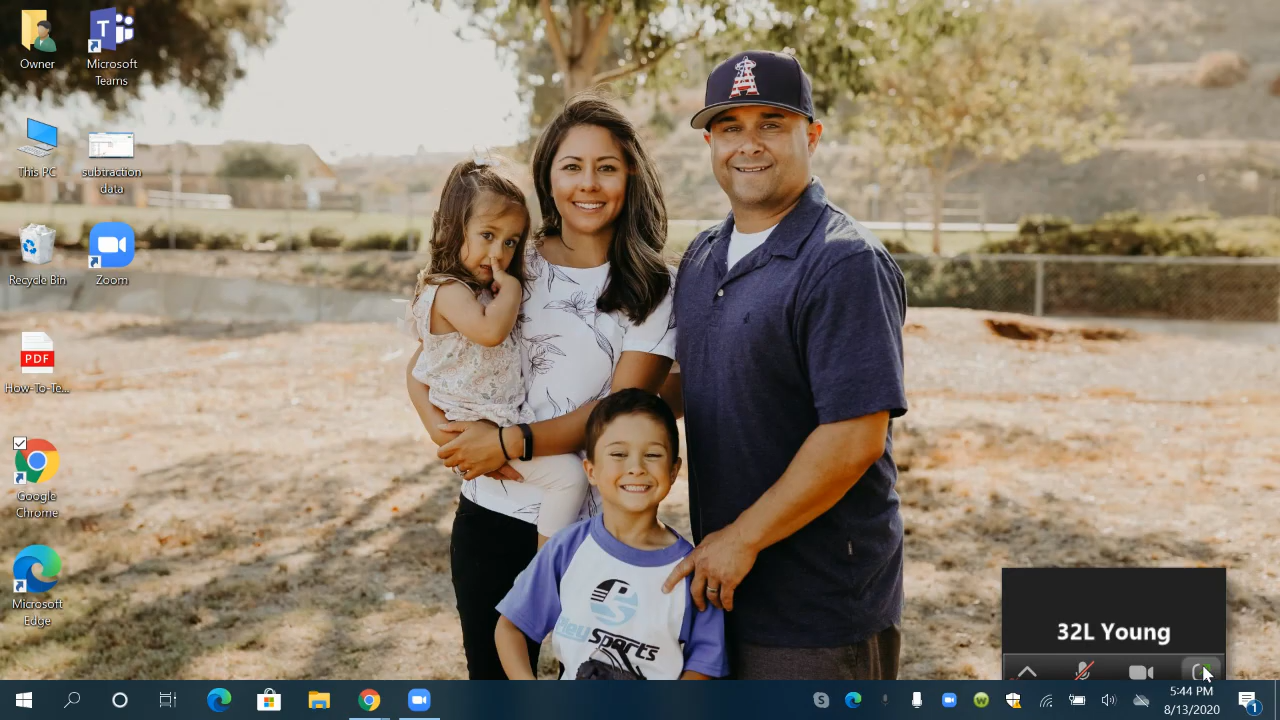 Owner
Microsoft
Teams
This PC
subtraction
data
Recycle Bin
Zoom
PDF
How-To-Te...
Google
Chrome
Microsoft
Edge
Sports
32L Young
5:44 PM
8/13/2020
1